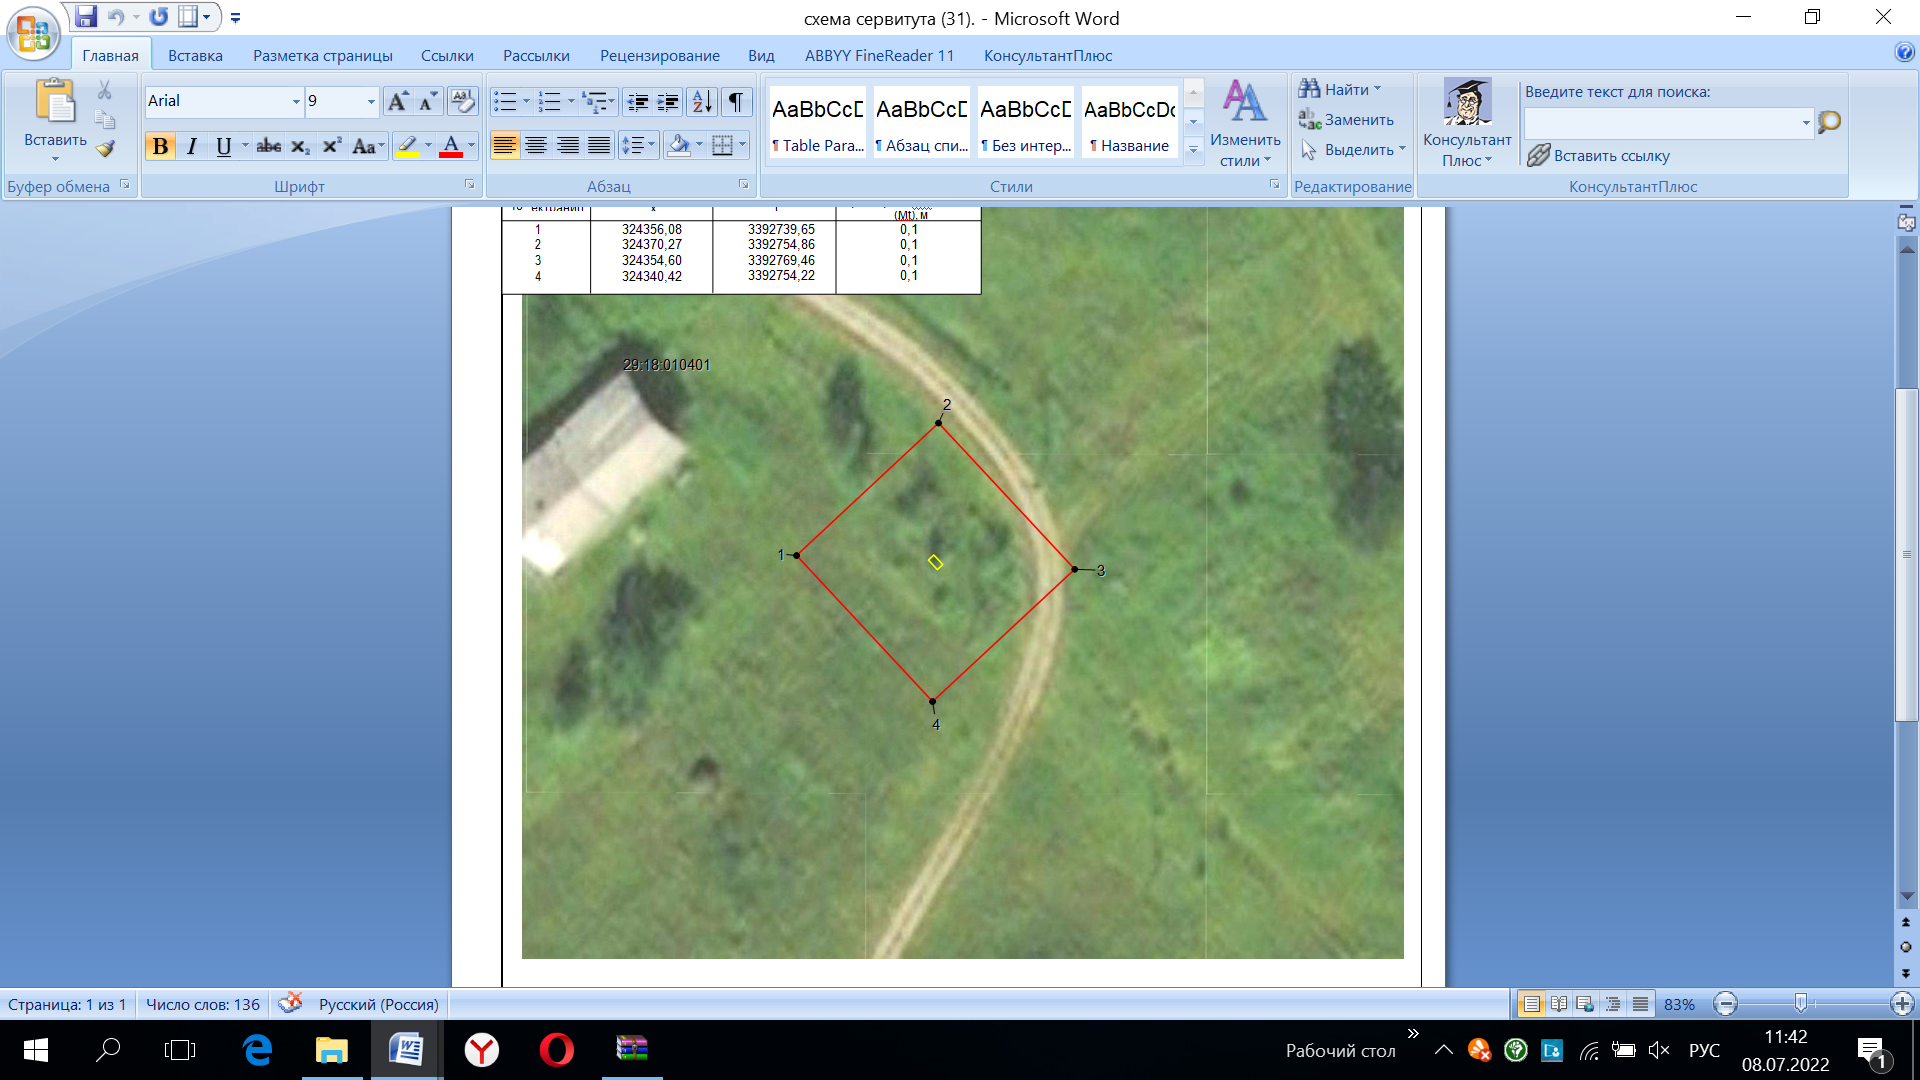 схема сервитута (31). - Microsoft Word
Главная Вставка Разметка страницы Ссылки Рассылки Рецензирование Вид ABBYY FineReader 11 КонсультантПлюс
Вставить
Буфер обмена
Arial 9
Шрифт
Абзац
AaBbCcD AaBbCcD AaBbCcD AaBbCcDc
¶ Table Para... ¶ Абзац спи... ¶ Без интер... ¶ Название
Изменить стили
Стили
Найти
Заменить
Выделить
Редактирование
Консультант Плюс
Введите текст для поиска:
Вставить ссылку
КонсультантПлюс
(Mt), м
1 324356,08 3392739,65 0,1
2 324370,27 3392754,86 0,1
3 324354,60 3392769,46 0,1
4 324340,42 3392754,22 0,1
29:18:010401
2
1
3
4
Страница: 1 из 1 Число слов: 136 Русский (Россия) 83%
Рабочий стол РУС 11:42
08.07.2022
1